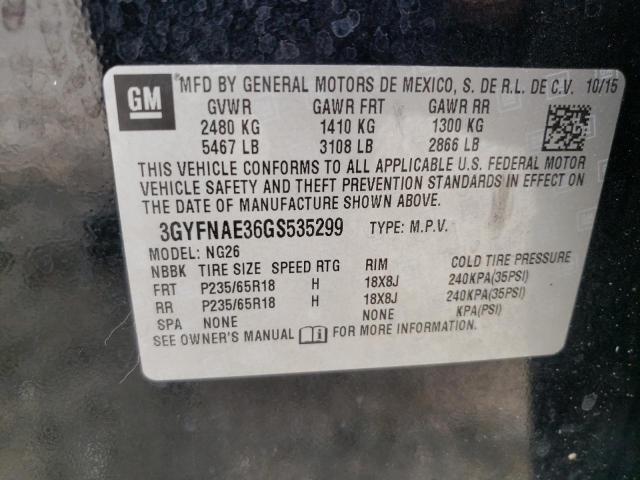 GM MFD BY GENERAL MOTORS DE MEXICO, S. DE R.L. DE C.V. 10/15
GVWR GAWR FRT GAWR RR
2480 KG 1410 KG 1300 KG
5467 LB 3108 LB 2866 LB
THIS VEHICLE CONFORMS TO ALL APPLICABLE U.S. FEDERAL MOTOR
VEHICLE SAFETY AND THEFT PREVENTION STANDARDS IN EFFECT ON
THE DATE OF MANUFACTURE SHOWN ABOVE.
3GYFNAE36GS535299 TYPE: M.P.V.
MODEL: NG26
NBBK TIRE SIZE SPEED RTG RIM COLD TIRE PRESSURE
FRT P235/65R18 H 18X8J 240KPA(35PSI)
RR P235/65R18 H 18X8J 240KPA(35PSI)
SPA NONE NONE KPA(PSI)
SEE OWNER'S MANUAL i FOR MORE INFORMATION.